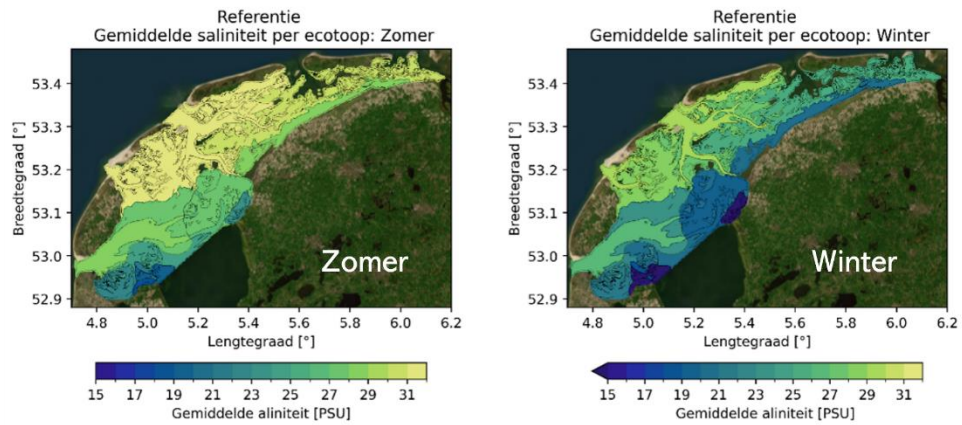 Referentie
Gemiddelde saliniteit per ecotoop: Zomer
53.4
53.3
53.2
53.1
53.0
52.9
Breedtegraad [°]
Zomer
4.8 5.0 5.2 5.4 5.6 5.8 6.0 6.2
Lengtegraad [°]
15 17 19 21 23 25 27 29 31
Gemiddelde aliniteit [PSU]
Referentie
Gemiddelde saliniteit per ecotoop: Winter
53.4
53.3
53.2
53.1
53.0
52.9
Breedtegraad [°]
Winter
4.8 5.0 5.2 5.4 5.6 5.8 6.0 6.2
Lengtegraad [°]
15 17 19 21 23 25 27 29 31
Gemiddelde aliniteit [PSU]